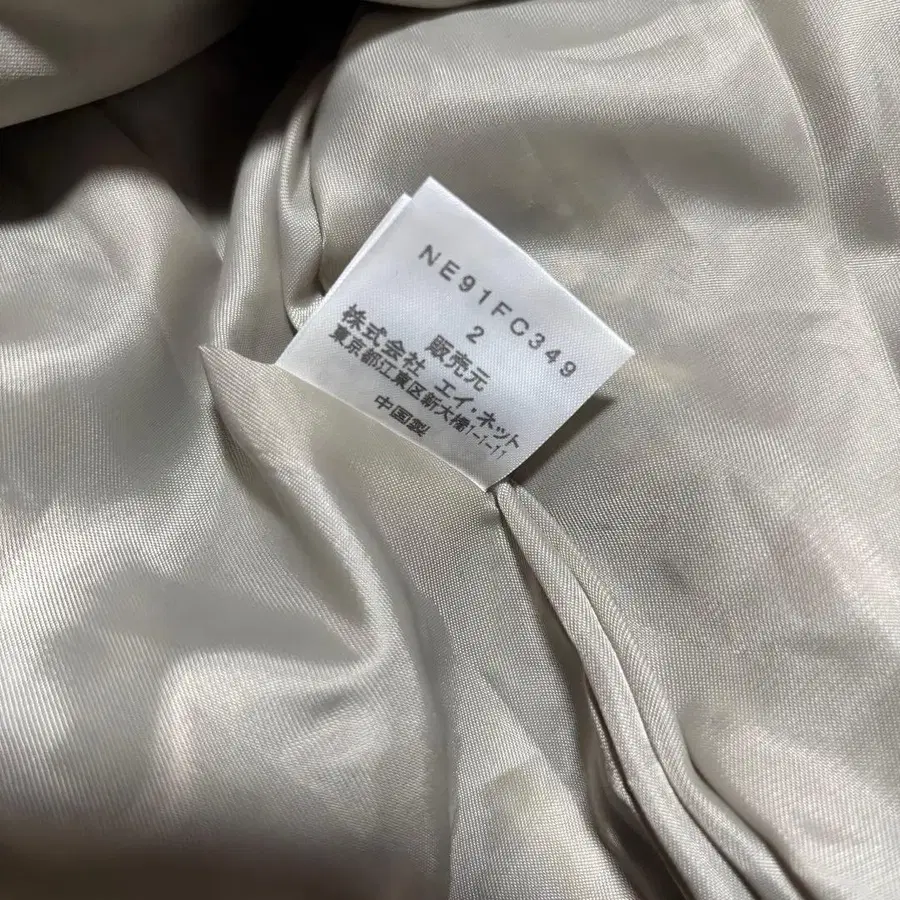 NE91FC349
2
販売元
株式会社 エイ・ネット
東京都江東区新大橋1-1-11
中国製